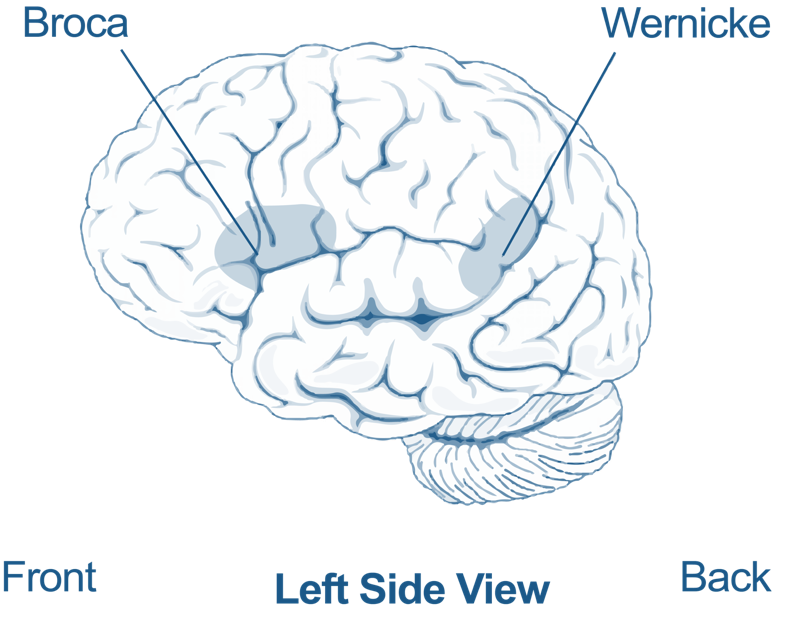 Broca
Wernicke
Front
Left Side View
Back